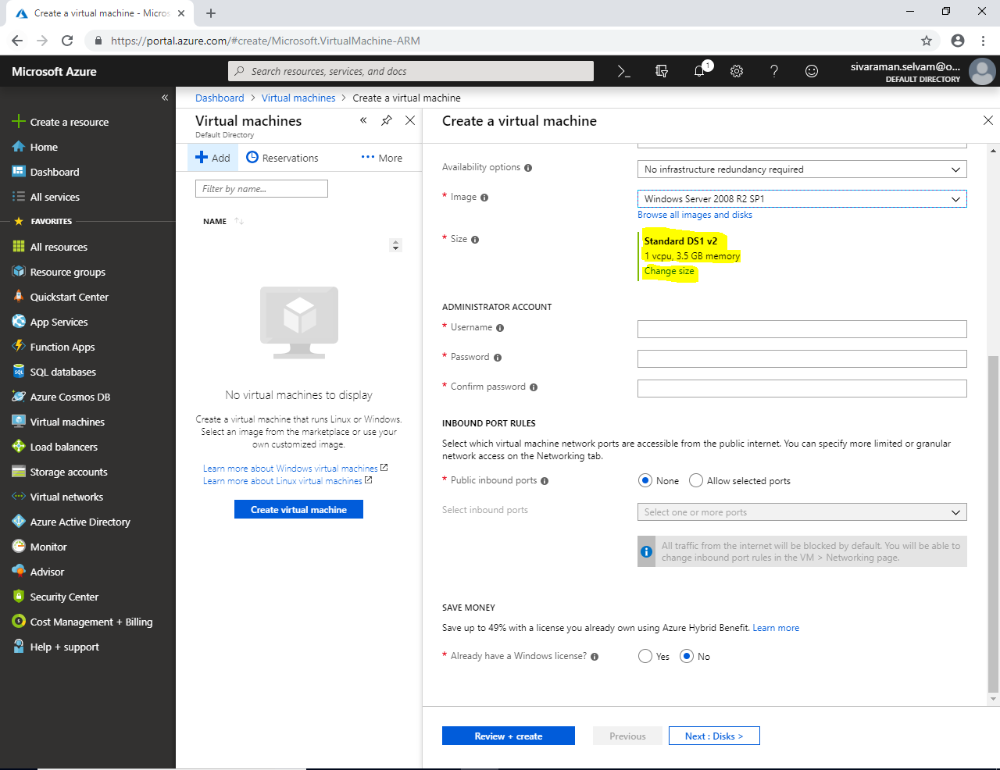 Create a virtual machine - Micros
https://portal.azure.com/#create/Microsoft.VirtualMachine-ARM
Microsoft Azure
Search resources, services, and docs
1
sivaraman.selvam@o...
DEFAULT DIRECTORY
Create a resource
Home
Dashboard
All services
FAVORITES
All resources
Resource groups
Quickstart Center
App Services
Function Apps
SQL databases
Azure Cosmos DB
Virtual machines
Load balancers
Storage accounts
Virtual networks
Azure Active Directory
Monitor
Advisor
Security Center
Cost Management + Billing
Help + support
Dashboard > Virtual machines > Create a virtual machine
Virtual machines
Default Directory
Add
Reservations
More
Filter by name...
NAME
No virtual machines to display
Create a virtual machine that runs Linux or Windows.
Select an image from the marketplace or use your
own customized image.
Learn more about Windows virtual machines
Learn more about Linux virtual machines
Create virtual machine
Create a virtual machine
Availability options
No infrastructure redundancy required
* Image
Windows Server 2008 R2 SP1
Browse all images and disks
* Size
Standard DS1 v2
1 vcpu, 3.5 GB memory
Change size
ADMINISTRATOR ACCOUNT
* Username
* Password
* Confirm password
INBOUND PORT RULES
Select which virtual machine network ports are accessible from the public internet. You can specify more limited or granular
network access on the Networking tab.
* Public inbound ports
None
Allow selected ports
Select inbound ports
Select one or more ports
All traffic from the internet will be blocked by default. You will be able to
change inbound port rules in the VM > Networking page.
SAVE MONEY
Save up to 49% with a license you already own using Azure Hybrid Benefit. Learn more
* Already have a Windows license?
Yes
No
Review + create
Previous
Next : Disks >